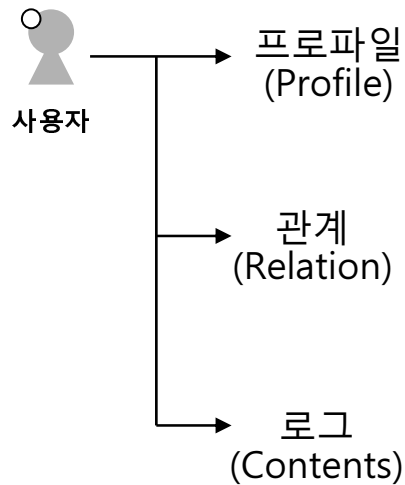 프로파일
(Profile)
사용자
관계
(Relation)
로그
(Contents)